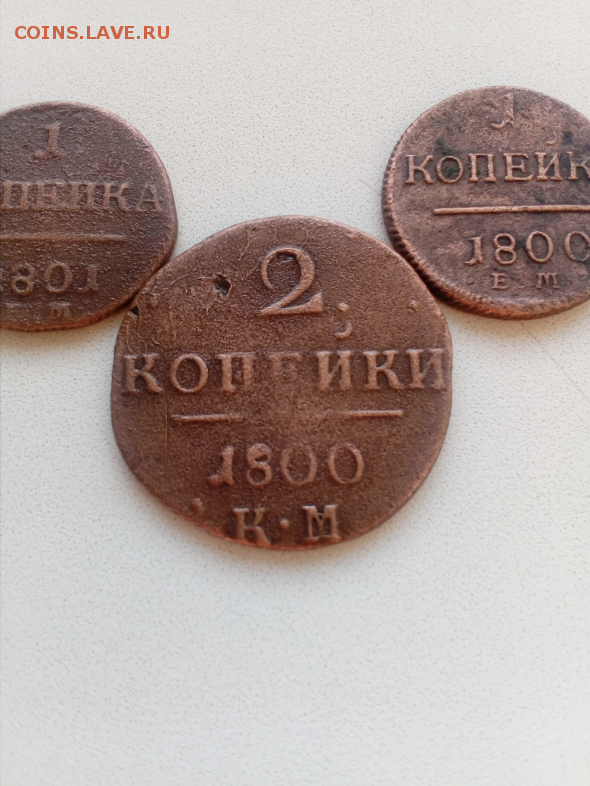 COINS.LAVE.RU
1
КОПЕЙКА
1801
Е.М.
2
КОПЕЙКИ
1800
К·М
1
КОПЕЙК
1800
Е М